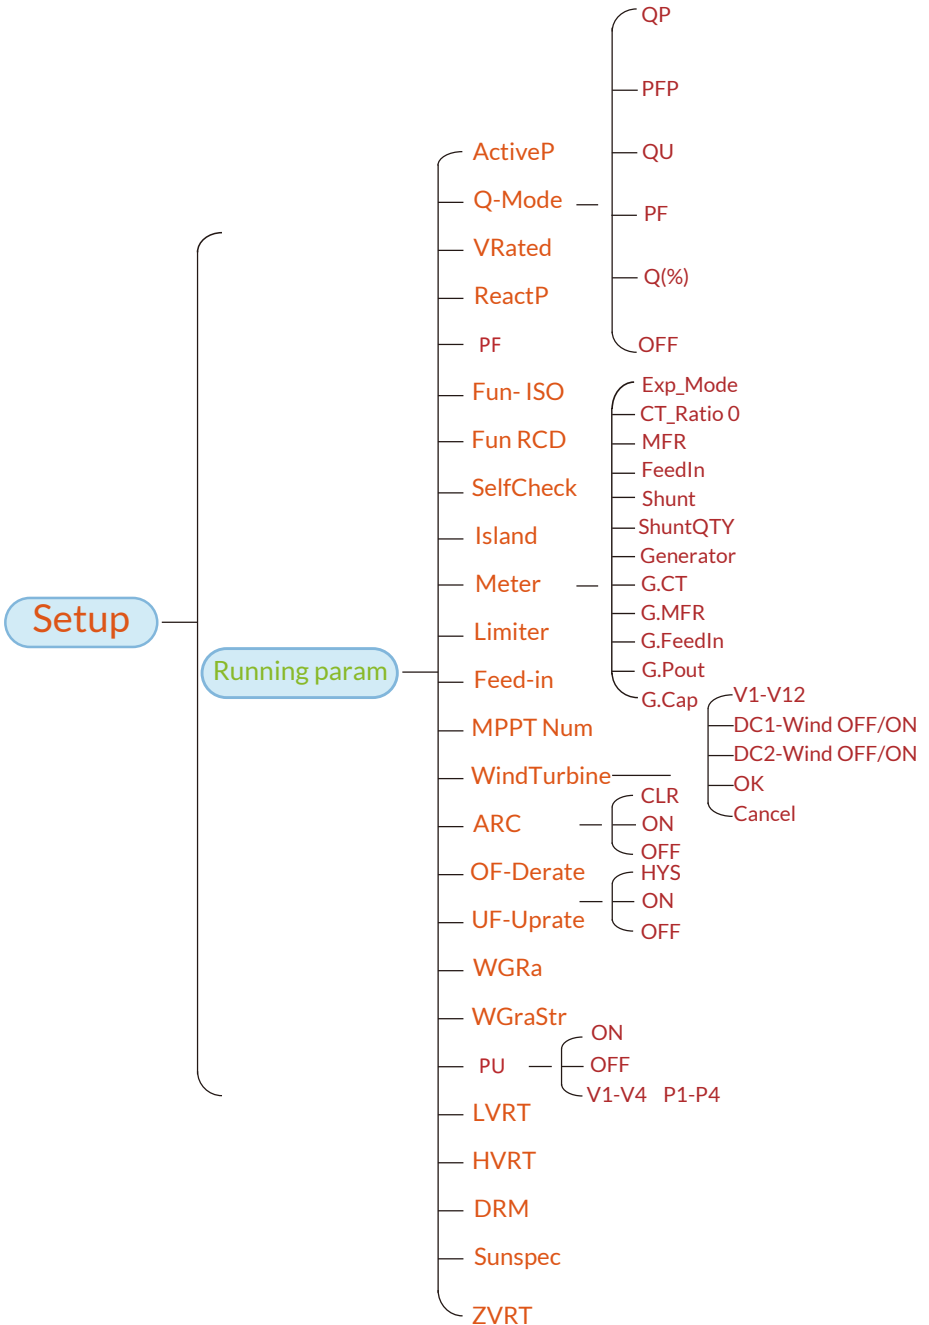 Setup
Running param
ActiveP
Q-Mode
QP
PFP
QU
PF
Q(%)
OFF
VRated
ReactP
PF
Fun- ISO
Fun RCD
SelfCheck
Island
Meter
Exp_Mode
CT_Ratio 0
MFR
FeedIn
Shunt
ShuntQTY
Generator
G.CT
G.MFR
G.FeedIn
G.Pout
G.Cap
Limiter
Feed-in
MPPT Num
WindTurbine
V1-V12
DC1-Wind OFF/ON
DC2-Wind OFF/ON
OK
Cancel
ARC
CLR
ON
OFF
OF-Derate
UF-Uprate
HYS
ON
OFF
WGRa
WGraStr
PU
ON
OFF
V1-V4 P1-P4
LVRT
HVRT
DRM
Sunspec
ZVRT